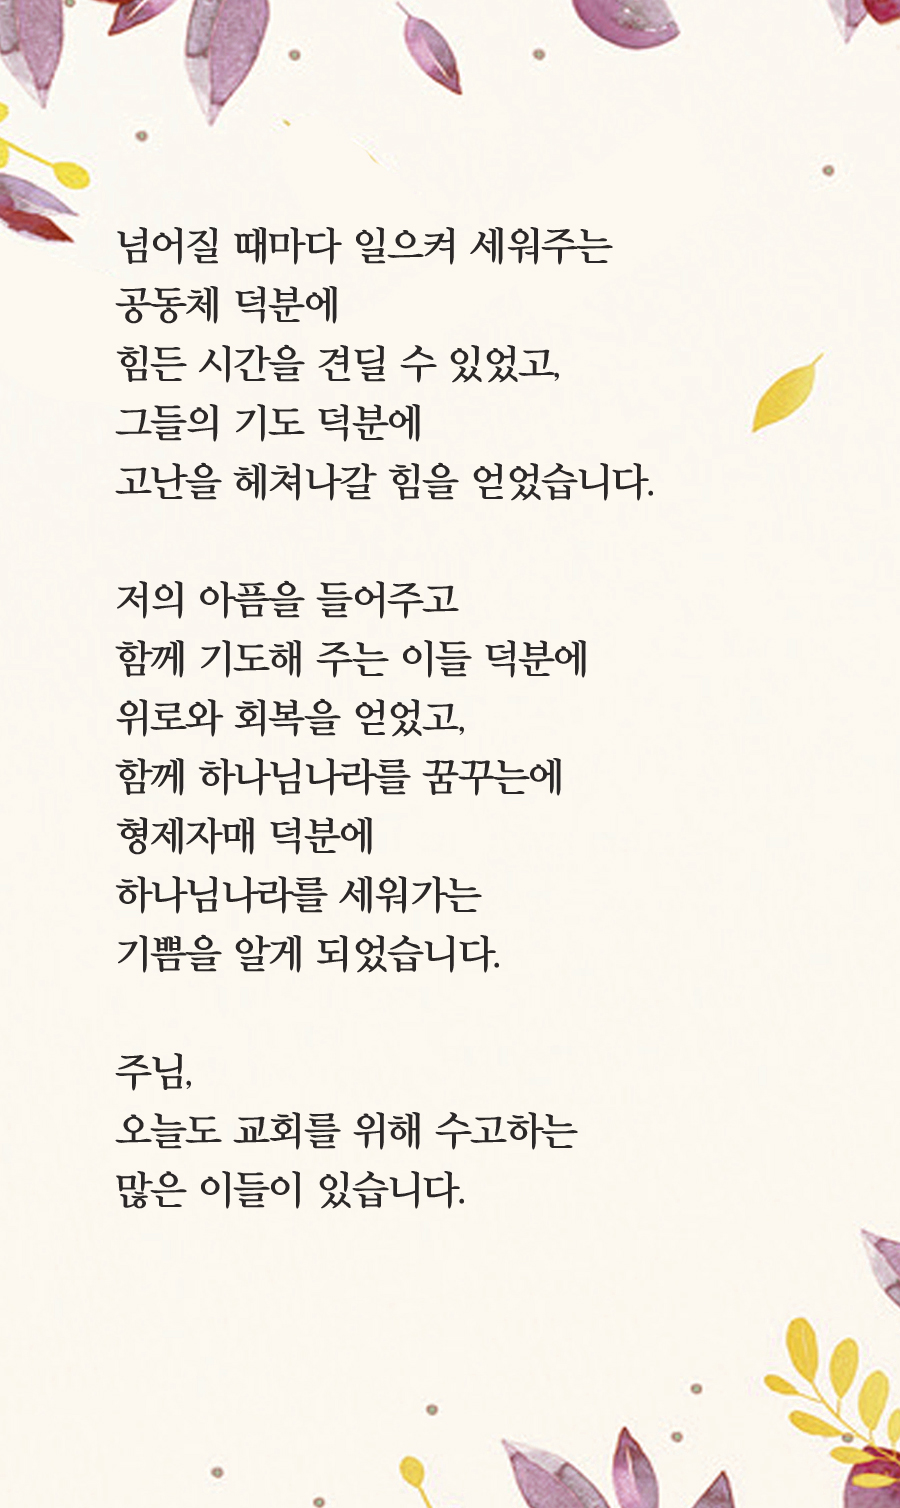 넘어질 때마다 일으켜 세워주는
공동체 덕분에
힘든 시간을 견딜 수 있었고,
그들의 기도 덕분에
고난을 헤쳐나갈 힘을 얻었습니다.
저의 아픔을 들어주고
함께 기도해 주는 이들 덕분에
위로와 회복을 얻었고,
함께 하나님나라를 꿈꾸는에
형제자매 덕분에
하나님나라를 세워가는
기쁨을 알게 되었습니다.
주님,
오늘도 교회를 위해 수고하는
많은 이들이 있습니다.